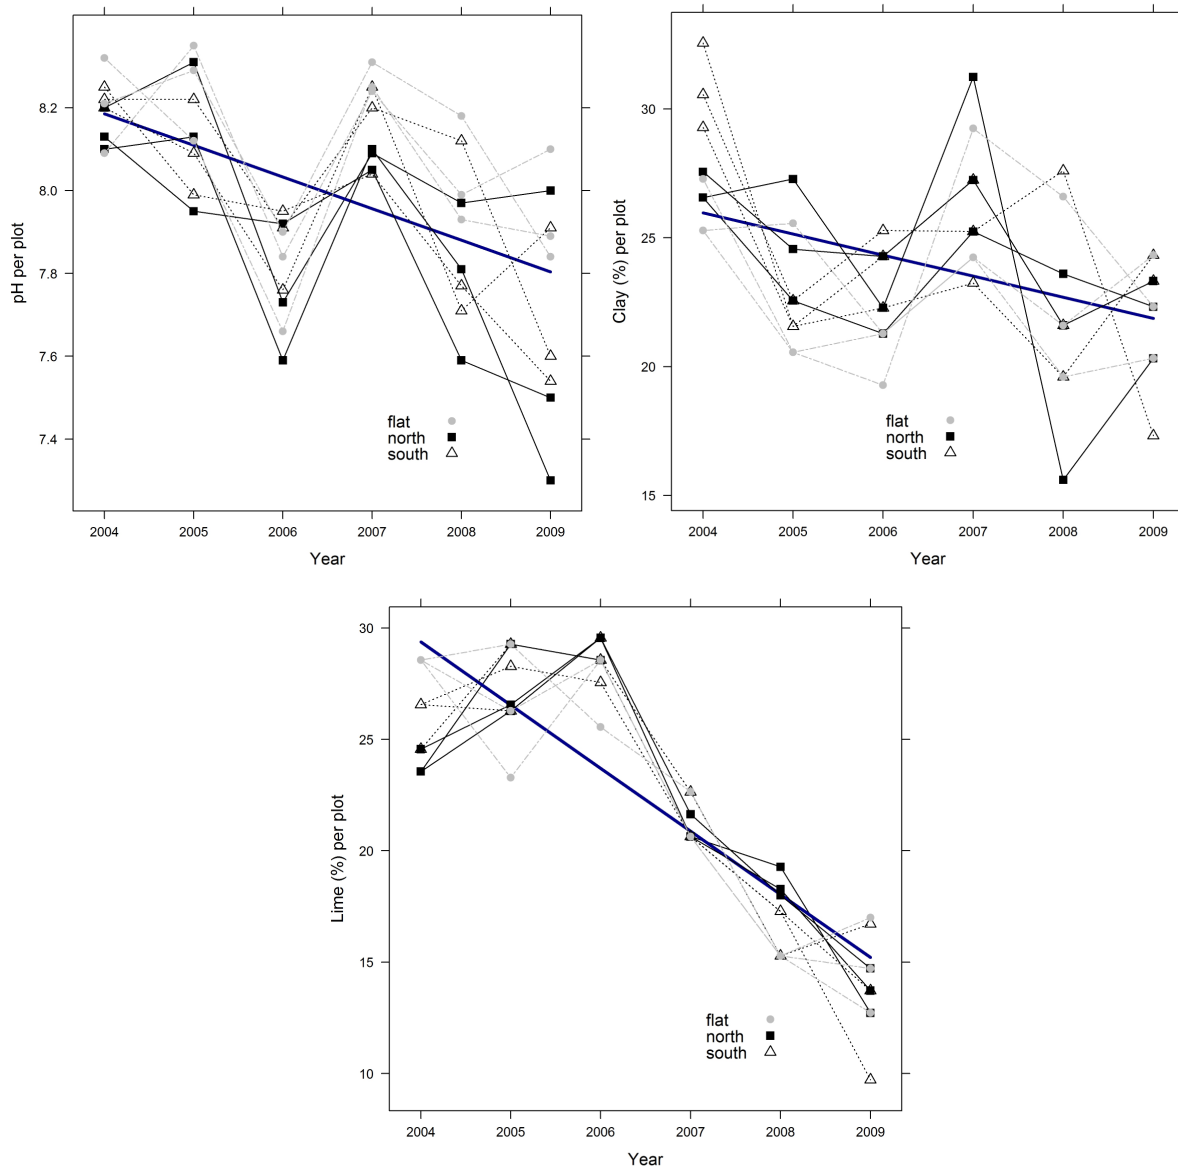 pH per plot
8.2
8.0
7.8
7.6
7.4
flat
north
south
2004 2005 2006 2007 2008 2009
Year
Clay (%) per plot
30
25
20
15
flat
north
south
2004 2005 2006 2007 2008 2009
Year
Lime (%) per plot
30
25
20
15
10
flat
north
south
2004 2005 2006 2007 2008 2009
Year